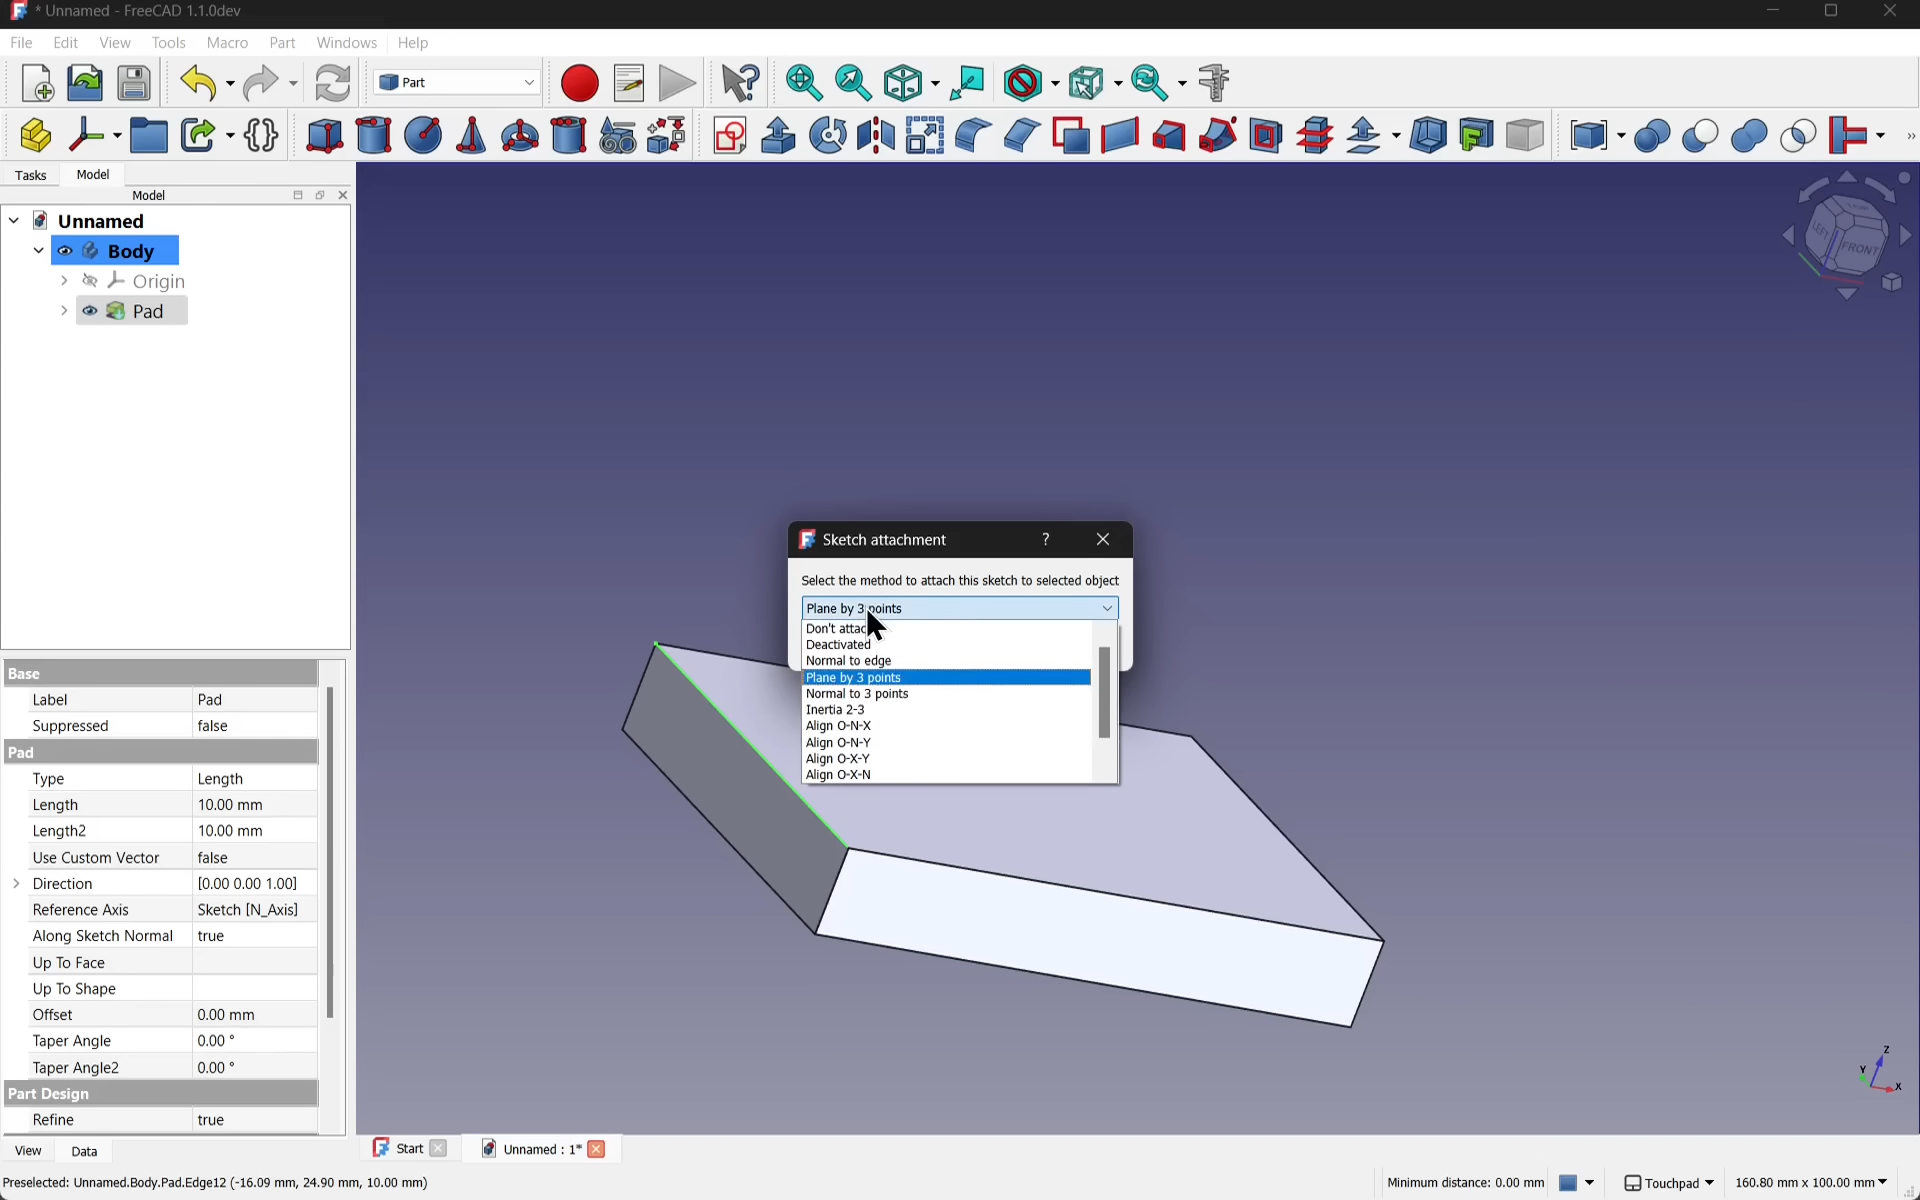 * Unnamed - FreeCAD 1.1.0dev
File Edit View Tools Macro Part Windows Help
Part
Tasks Model
Model
Unnamed
Body
Origin
Pad
Base
Label Pad
Suppressed false
Pad
Type Length
Length 10.00 mm
Length2 10.00 mm
Use Custom Vector false
Direction [0.00 0.00 1.00]
Reference Axis Sketch [N_Axis]
Along Sketch Normal true
Up To Face
Up To Shape
Offset 0.00 mm
Taper Angle 0.00 °
Taper Angle2 0.00 °
Part Design
Refine true
View Data
FRONT
LEFT
Sketch attachment ?
Select the method to attach this sketch to selected object
Plane by 3 points
Deactivated
Normal to edge
Plane by 3 points
Normal to 3 points
Inertia 2-3
Align O-N-X
Align O-N-Y
Align O-X-Y
Align O-X-N
Z
Y
X
Start
Unnamed : 1*
Preselected: Unnamed.Body.Pad.Edge12 (-16.09 mm, 24.90 mm, 10.00 mm)
Minimum distance: 0.00 mm
Touchpad
160.80 mm x 100.00 mm